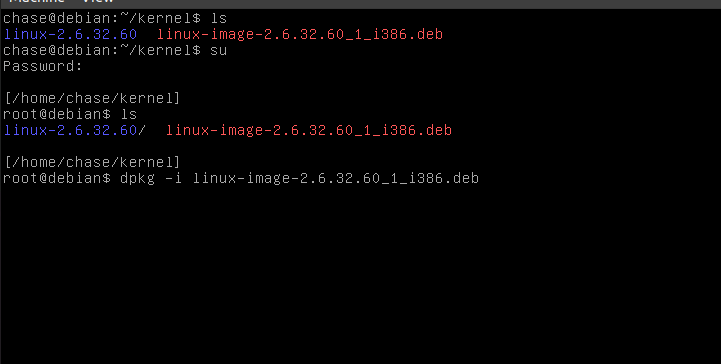 Machine View
chase@debian:~/kernel$ ls
linux-2.6.32.60  linux-image-2.6.32.60_1_i386.deb
chase@debian:~/kernel$ su
Password:
[/home/chase/kernel]
root@debian$ ls
linux-2.6.32.60/  linux-image-2.6.32.60_1_i386.deb
[/home/chase/kernel]
root@debian$ dpkg -i linux-image-2.6.32.60_1_i386.deb